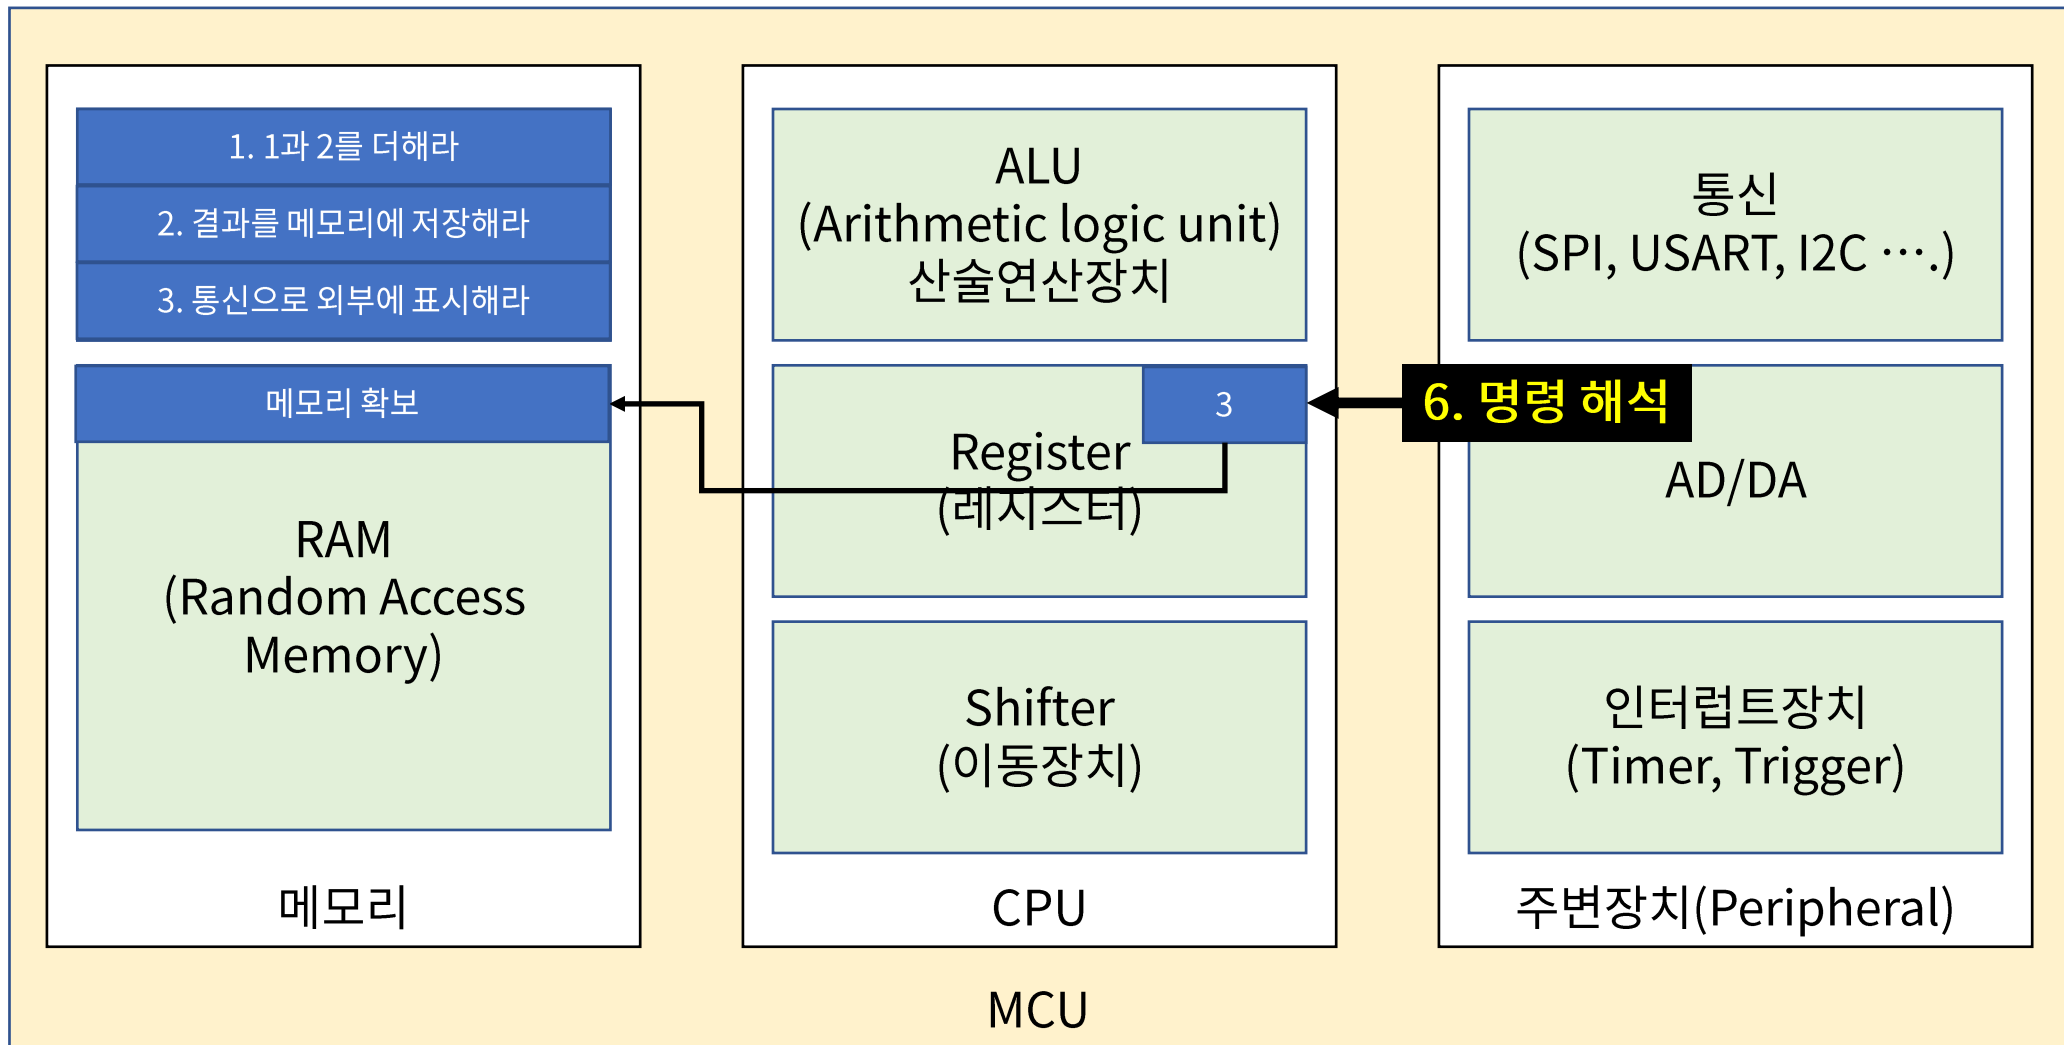 1. 1과 2를 더해라
2. 결과를 메모리에 저장해라
3. 통신으로 외부에 표시해라
메모리 확보
RAM
(Random Access
Memory)
메모리
ALU
(Arithmetic logic unit)
산술연산장치
3
Register
(레지스터)
Shifter
(이동장치)
CPU
통신
(SPI, USART, I2C ….)
6. 명령 해석
AD/DA
인터럽트장치
(Timer, Trigger)
주변장치(Peripheral)
MCU